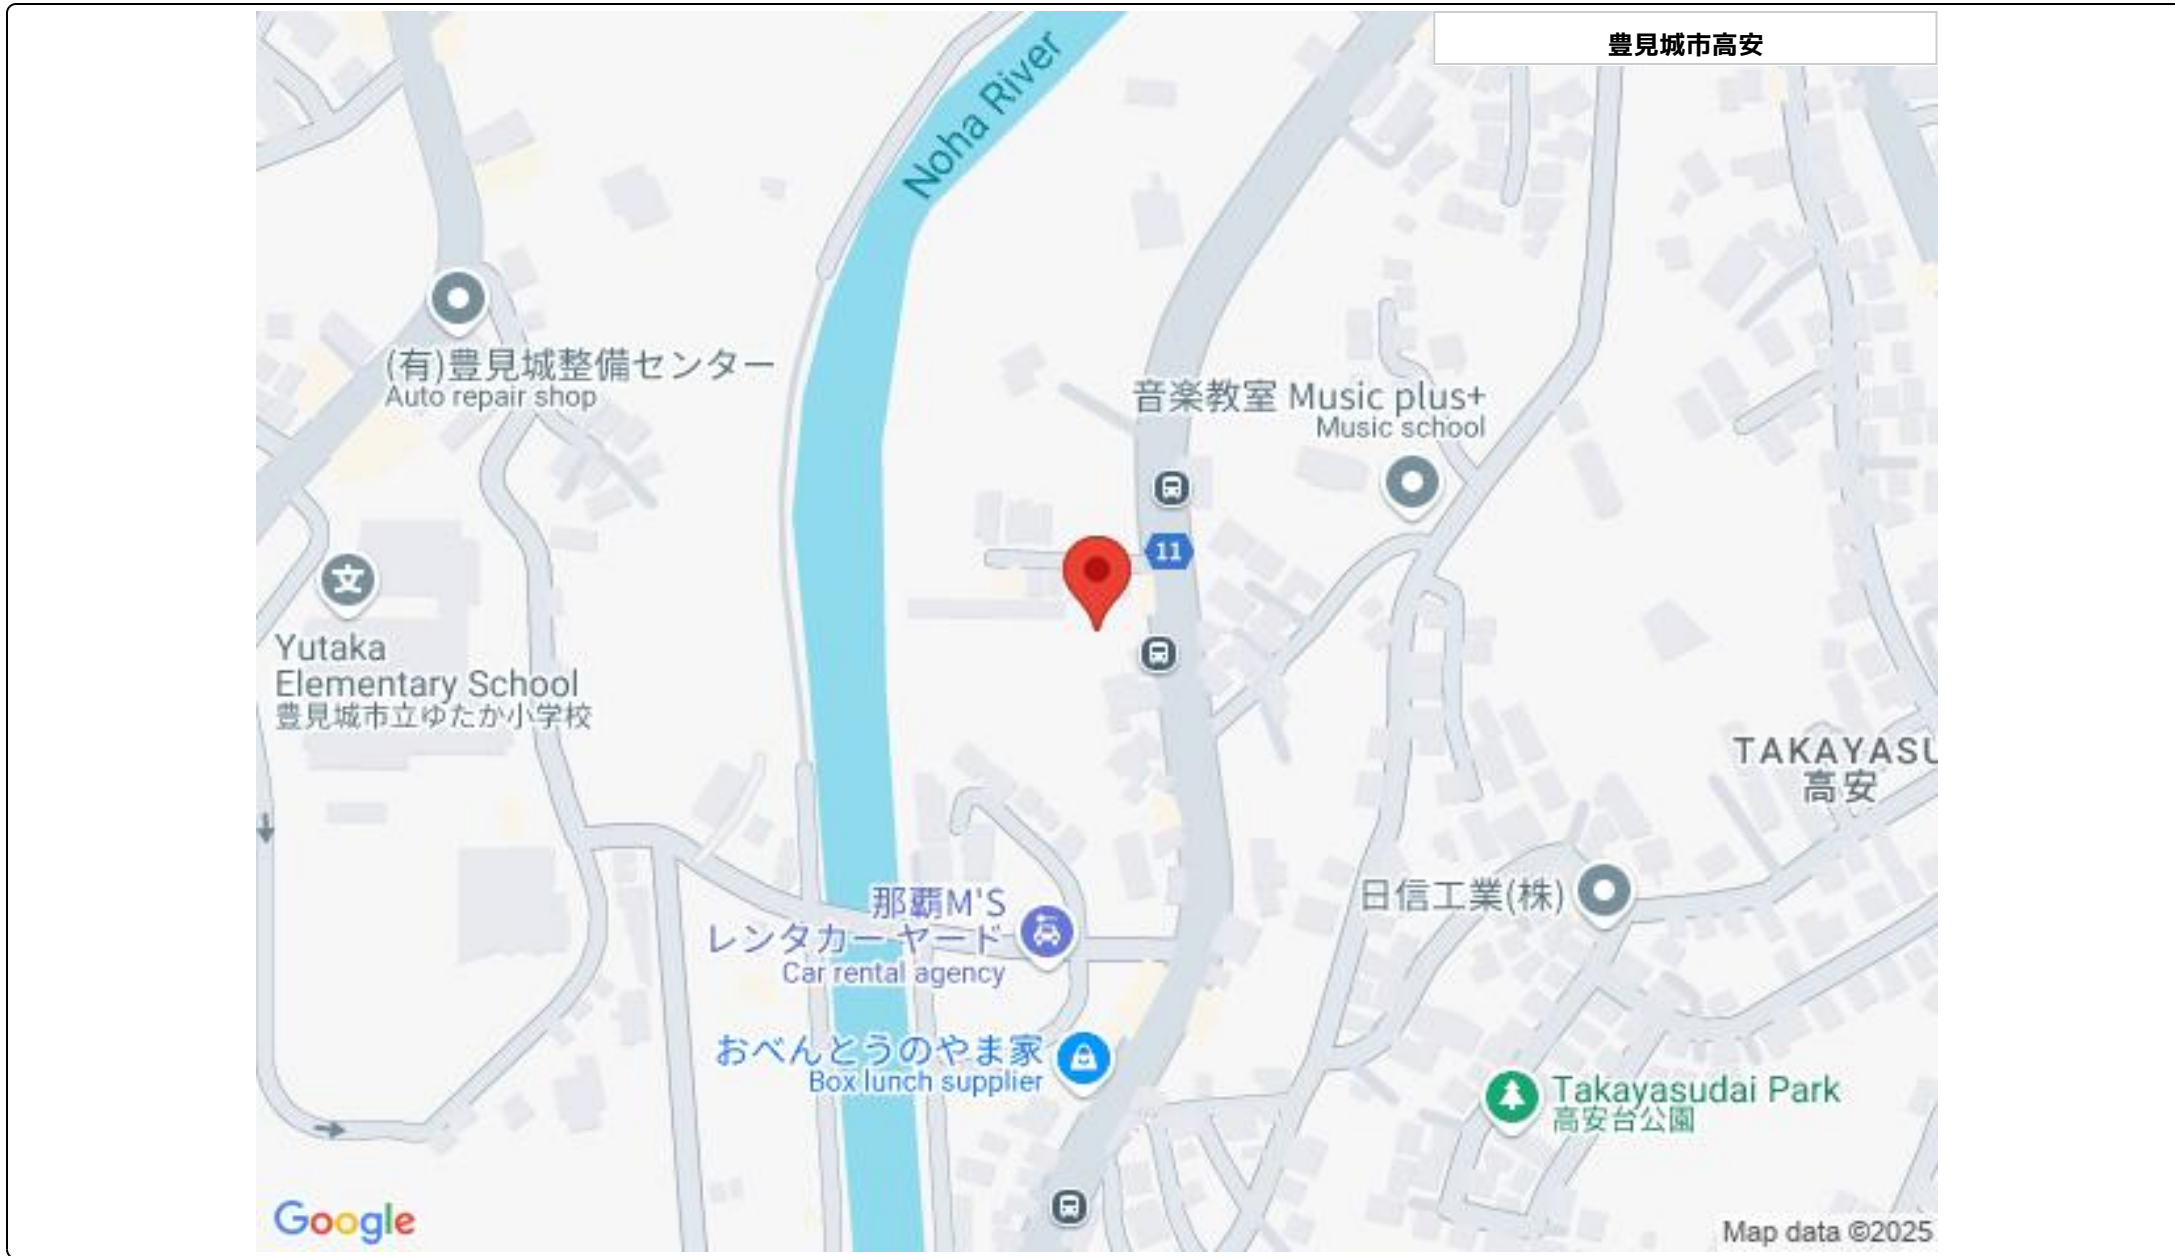 豊見城市高安
Noha River
(有)豊見城整備センター
Auto repair shop
音楽教室 Music plus+
Music school
11
文
Yutaka
Elementary School
豊見城市立ゆたか小学校
TAKAYASU
高安
那覇M'S
レンタカーヤード
Car rental agency
日信工業(株)
おべんとうのやま家
Box lunch supplier
Takayasudai Park
高安台公園
Google
Map data ©2025